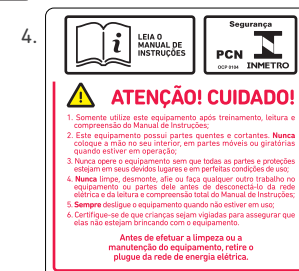 4.
LEIA O
MANUAL DE
INSTRUÇÕES
Segurança
PCN
OCP 0104
INMETRO
ATENÇÃO! CUIDADO!
1. Somente utilize este equipamento após treinamento, leitura e
compreensão do Manual de Instruções;
2. Este equipamento possui partes quentes e cortantes. Nunca
coloque a mão no seu interior, em partes móveis ou giratórias
quando estiver em operação;
3. Nunca opere o equipamento sem que todas as partes e proteções
estejam em seus devidos lugares e em perfeitas condições de uso;
4. Nunca limpe, desmonte, afie ou faça qualquer outro trabalho no
equipamento ou partes dele antes de desconectá-lo da rede
elétrica e da leitura e compreensão total do Manual de Instruções;
5. Sempre desligue o equipamento quando não estiver em uso;
6. Certifique-se de que crianças sejam vigiadas para assegurar que
elas não estejam brincando com o equipamento.
Antes de efetuar a limpeza ou a
manutenção do equipamento, retire o
plugue da rede de energia elétrica.